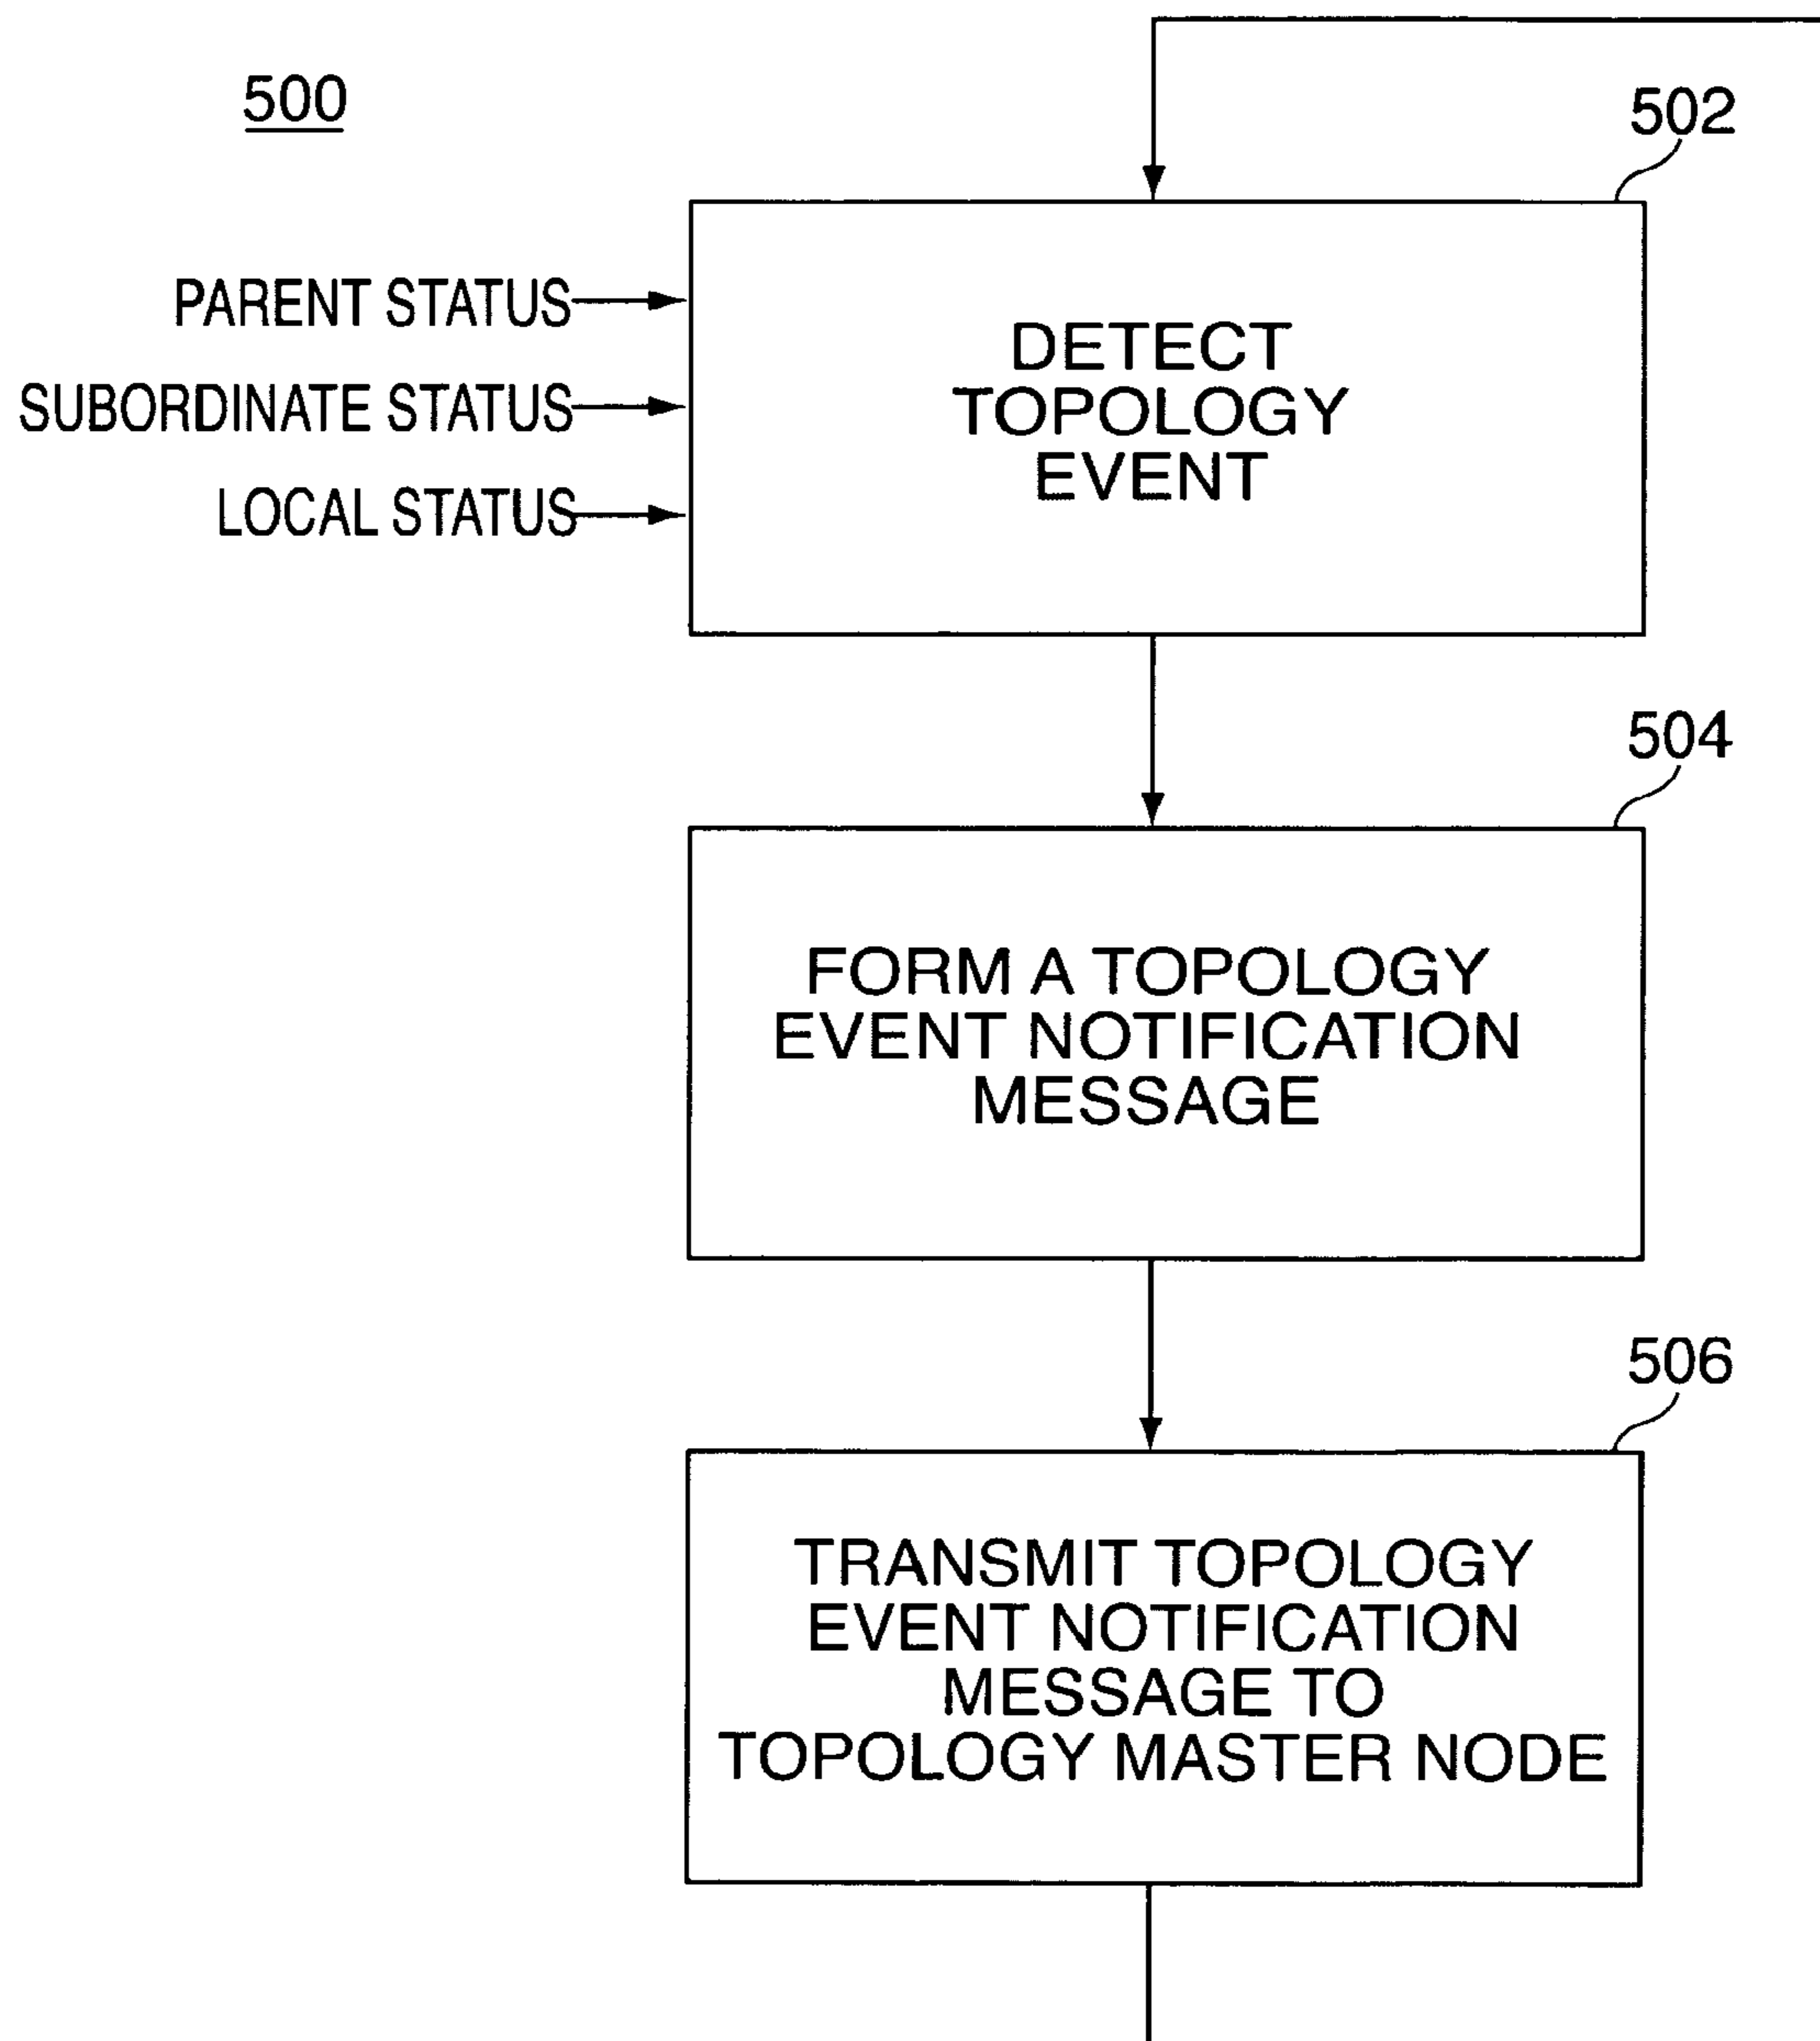 500
502
PARENT STATUS
SUBORDINATE STATUS
LOCAL STATUS
DETECT
TOPOLOGY
EVENT
504
FORM A TOPOLOGY
EVENT NOTIFICATION
MESSAGE
506
TRANSMIT TOPOLOGY
EVENT NOTIFICATION
MESSAGE TO
TOPOLOGY MASTER NODE